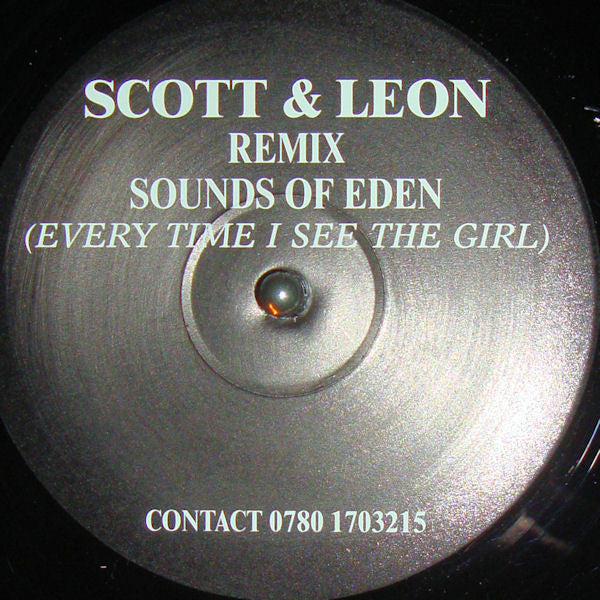 SCOTT & LEON
REMIX
SOUNDS OF EDEN
(EVERY TIME I SEE THE GIRL)
CONTACT 0780 1703215